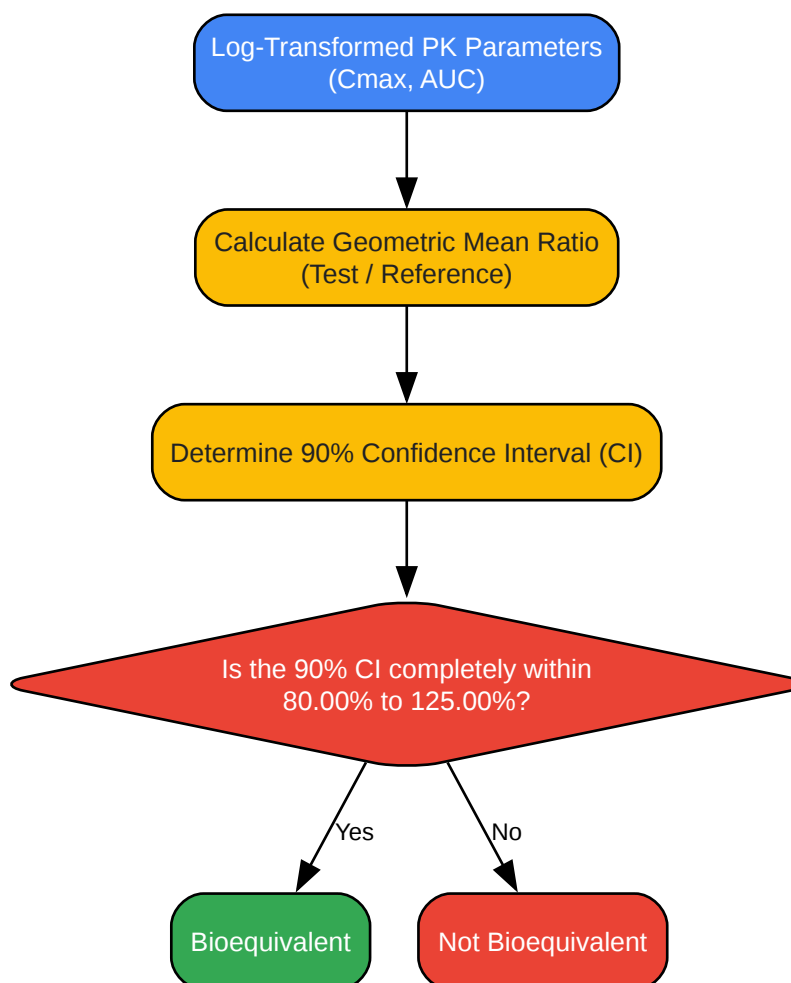 Log-Transformed PK Parameters
(Cmax, AUC)
Calculate Geometric Mean Ratio
(Test / Reference)
Determine 90% Confidence Interval (CI)
Is the 90% CI completely within
80.00% to 125.00%?
Yes
No
Bioequivalent
Not Bioequivalent